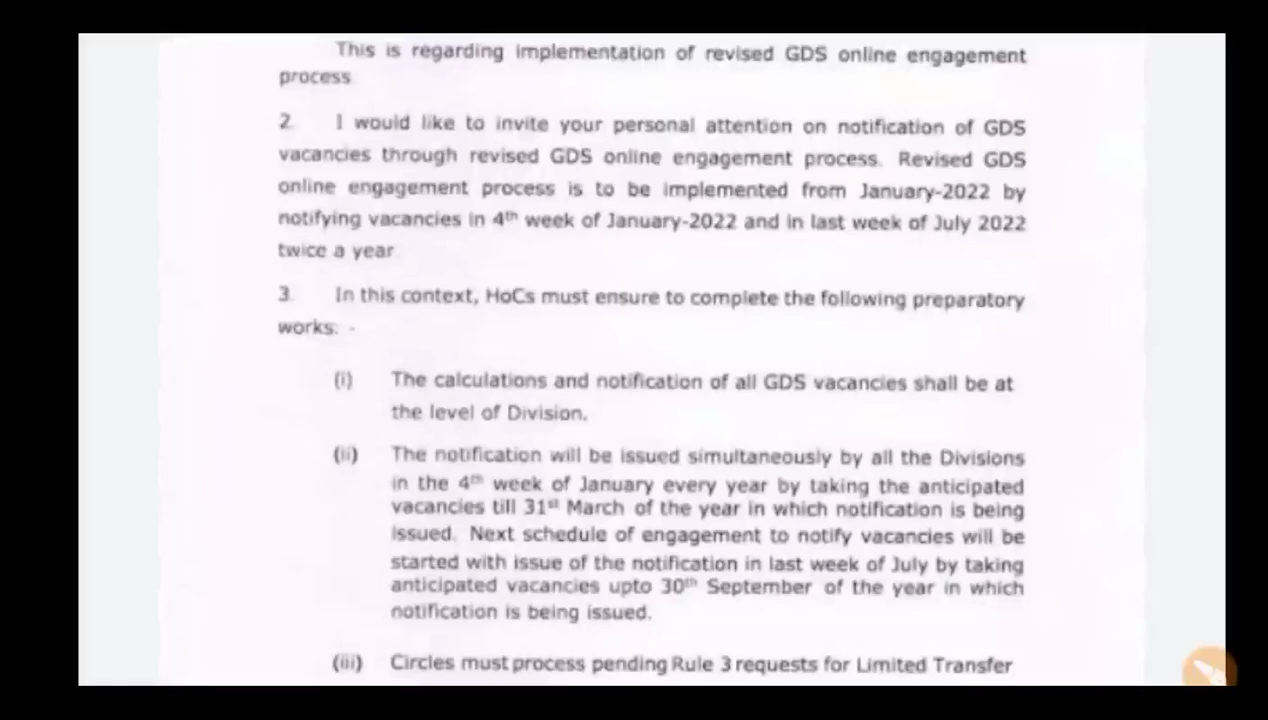 This is regarding implementation of revised GDS online engagement
process
2. I would like to invite your personal attention on notification of GDS
vacancies through revised GDS online engagement process. Revised GDS
online engagement process is to be implemented from January-2022 by
notifying vacancies in 4th week of January-2022 and in last week of July 2022
twice a year
3. In this context, HoCs must ensure to complete the following preparatory
works. -
(i) The calculations and notification of all GDS vacancies shall be at
the level of Division.
(ii) The notification will be issued simultaneously by all the Divisions
in the 4th week of January every year by taking the anticipated
vacancies till 31st March of the year in which notification is being
issued. Next schedule of engagement to notify vacancies will be
started with issue of the notification in last week of July by taking
anticipated vacancies upto 30th September of the year in which
notification is being issued.
(iii) Circles must process pending Rule 3 requests for Limited Transfer